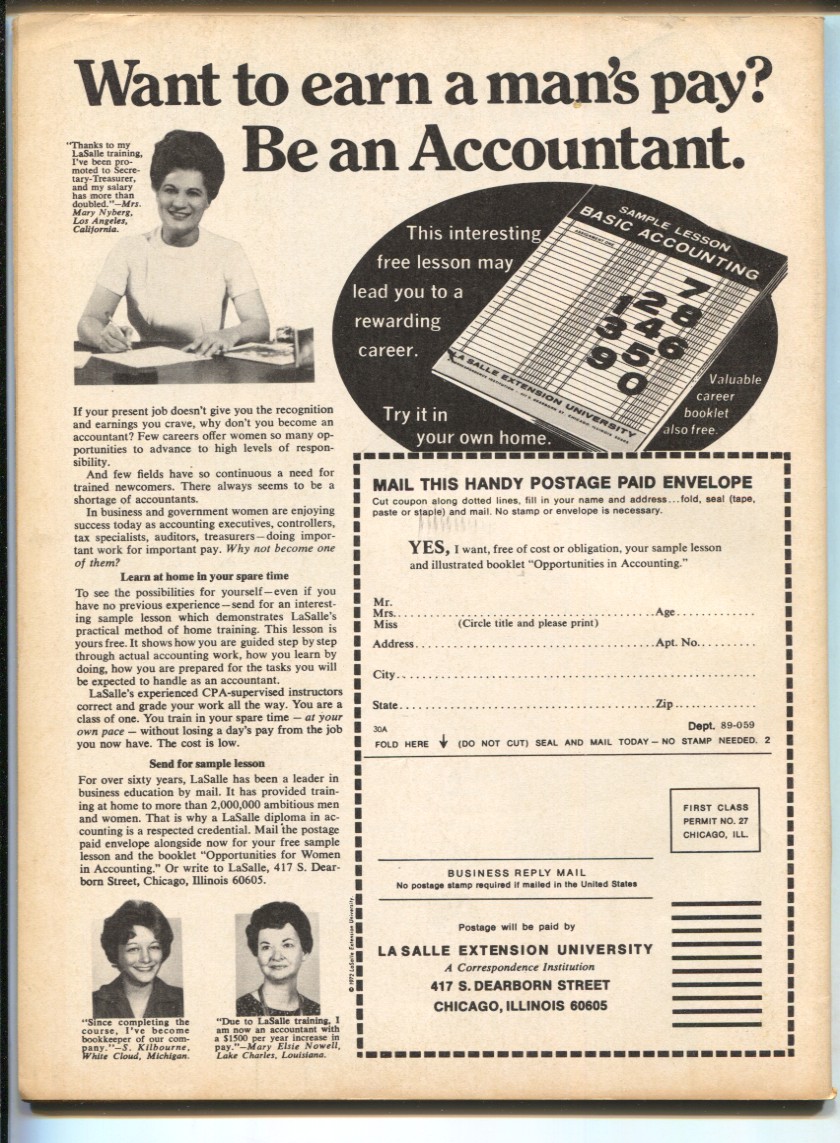 Want to earn a man's pay?
Be an Accountant.
"Thanks to my
LaSalle training,
I've been pro-
moted to Secre-
tary-Treasurer,
and my salary
has more than
doubled."—Mrs.
Mary Nyberg,
Los Angeles,
California.
This interesting
free lesson may
lead you to a
rewarding
career.
Try it in
your own home.
SAMPLE LESSON
BASIC ACCOUNTING
7
1 2 8
3 4 6
9 5
0
LA SALLE EXTENSION UNIVERSITY
Valuable
career
booklet
also free.
If your present job doesn't give you the recognition
and earnings you crave, why don't you become an
accountant? Few careers offer women so many op-
portunities to advance to high levels of respon-
sibility.
And few fields have so continuous a need for
trained newcomers. There always seems to be a
shortage of accountants.
In business and government women are enjoying
success today as accounting executives, controllers,
tax specialists, auditors, treasurers—doing impor-
tant work for important pay. Why not become one
of them?
Learn at home in your spare time
To see the possibilities for yourself—even if you
have no previous experience—send for an interest-
ing sample lesson which demonstrates LaSalle's
practical method of home training. This lesson is
yours free. It shows how you are guided step by step
through actual accounting work, how you learn by
doing, how you are prepared for the tasks you will
be expected to handle as an accountant.
LaSalle's experienced CPA-supervised instructors
correct and grade your work all the way. You are a
class of one. You train in your spare time — at your
own pace — without losing a day's pay from the job
you now have. The cost is low.
Send for sample lesson
For over sixty years, LaSalle has been a leader in
business education by mail. It has provided train-
ing at home to more than 2,000,000 ambitious men
and women. That is why a LaSalle diploma in ac-
counting is a respected credential. Mail the postage
paid envelope alongside now for your free sample
lesson and the booklet "Opportunities for Women
in Accounting." Or write to LaSalle, 417 S. Dear-
born Street, Chicago, Illinois 60605.
"Since completing the
course, I've become
bookkeeper of our com-
pany."—S. Kilbourne,
White Cloud, Michigan.
"Due to LaSalle training, I
am now an accountant with
a $1500 per year increase in
pay."—Mary Elsie Nowell,
Lake Charles, Louisiana.
© 1972 LaSalle Extension University.
MAIL THIS HANDY POSTAGE PAID ENVELOPE
Cut coupon along dotted lines, fill in your name and address...fold, seal (tape,
paste or staple) and mail. No stamp or envelope is necessary.
YES, I want, free of cost or obligation, your sample lesson
and illustrated booklet "Opportunities in Accounting."
Mr.
Mrs. Age
Miss (Circle title and please print)
Address Apt. No.
City
State Zip
30A Dept. 89-059
FOLD HERE ↓ (DO NOT CUT) SEAL AND MAIL TODAY — NO STAMP NEEDED. 2
FIRST CLASS
PERMIT NO. 27
CHICAGO, ILL.
BUSINESS REPLY MAIL
No postage stamp required if mailed in the United States
Postage will be paid by
LA SALLE EXTENSION UNIVERSITY
A Correspondence Institution
417 S. DEARBORN STREET
CHICAGO, ILLINOIS 60605